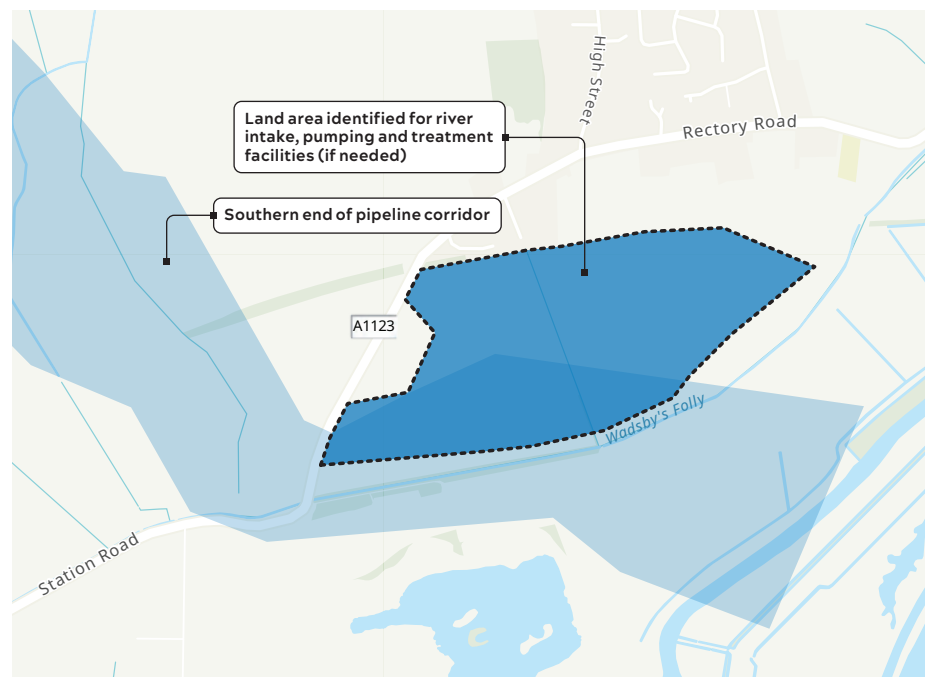 High Street
Land area identified for river
intake, pumping and treatment
facilities (if needed)
Rectory Road
Southern end of pipeline corridor
A1123
Wadsby's Folly
Station Road